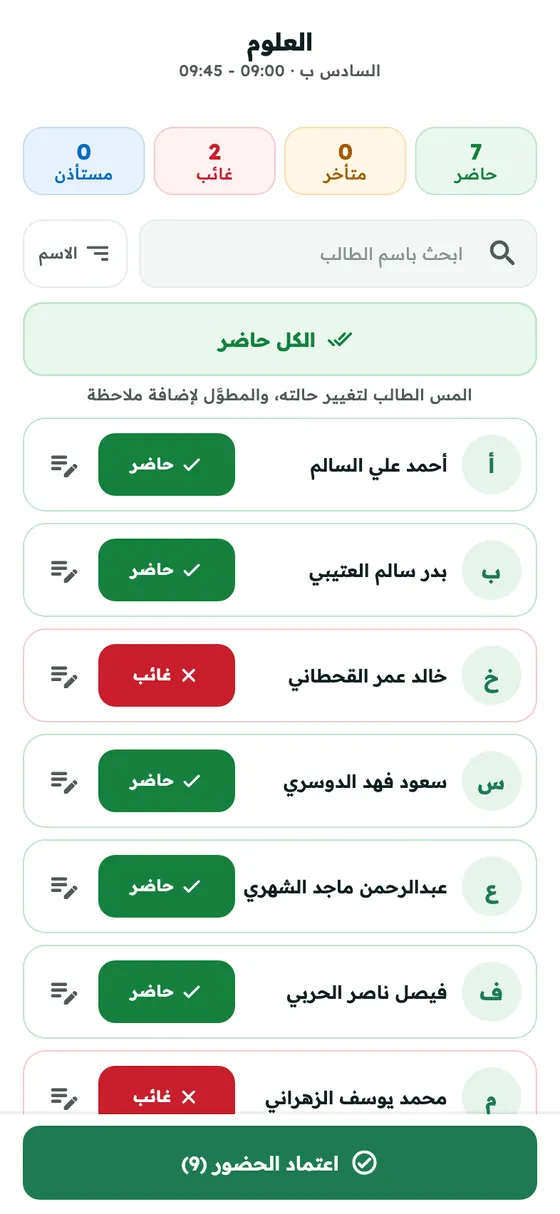 العلوم
السادس ب · 09:00 - 09:45
7 حاضر
0 متأخر
2 غائب
0 مستأذن
ابحث باسم الطالب
الاسم
الكل حاضر
المس الطالب لتغيير حالته، والمطوَّل لإضافة ملاحظة
أ أحمد علي السالم حاضر
ب بدر سالم العتيبي حاضر
خ خالد عمر القحطاني غائب
س سعود فهد الدوسري حاضر
ع عبدالرحمن ماجد الشهري حاضر
ف فيصل ناصر الحربي حاضر
م محمد يوسف الزهراني غائب
اعتماد الحضور (9)